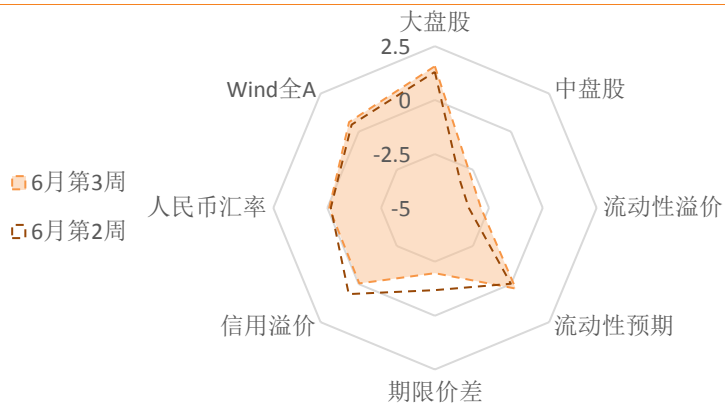 大盘股
2.5
Wind全A
中盘股
0
-2.5
6月第3周
人民币汇率
-5
流动性溢价
6月第2周
信用溢价
流动性预期
期限价差